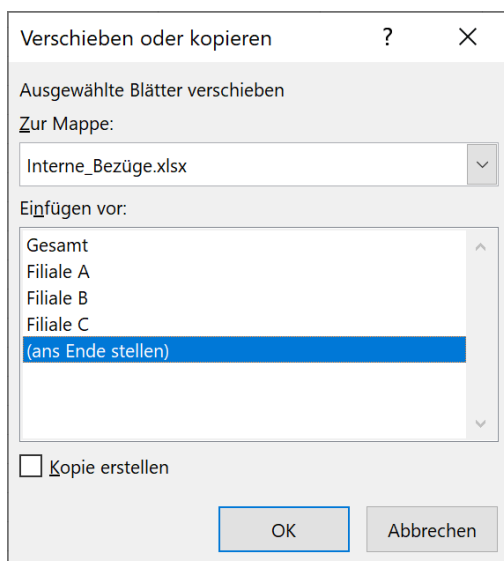 Verschieben oder kopieren ?
Ausgewählte Blätter verschieben
Zur Mappe:
Interne_Bezüge.xlsx
Einfügen vor:
Gesamt
Filiale A
Filiale B
Filiale C
(ans Ende stellen)
Kopie erstellen
OK Abbrechen